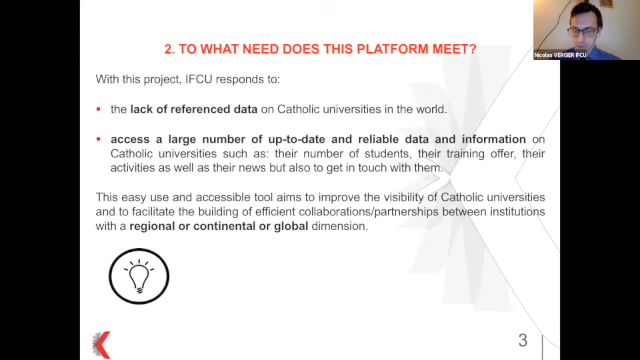 2. TO WHAT NEED DOES THIS PLATFORM MEET?
Nicolas VERGER IFCU
With this project, IFCU responds to:
▪ the lack of referenced data on Catholic universities in the world.
▪ access a large number of up-to-date and reliable data and information on
Catholic universities such as: their number of students, their training offer, their
activities as well as their news but also to get in touch with them.
This easy use and accessible tool aims to improve the visibility of Catholic universities
and to facilitate the building of efficient collaborations/partnerships between institutions
with a regional or continental or global dimension.
3